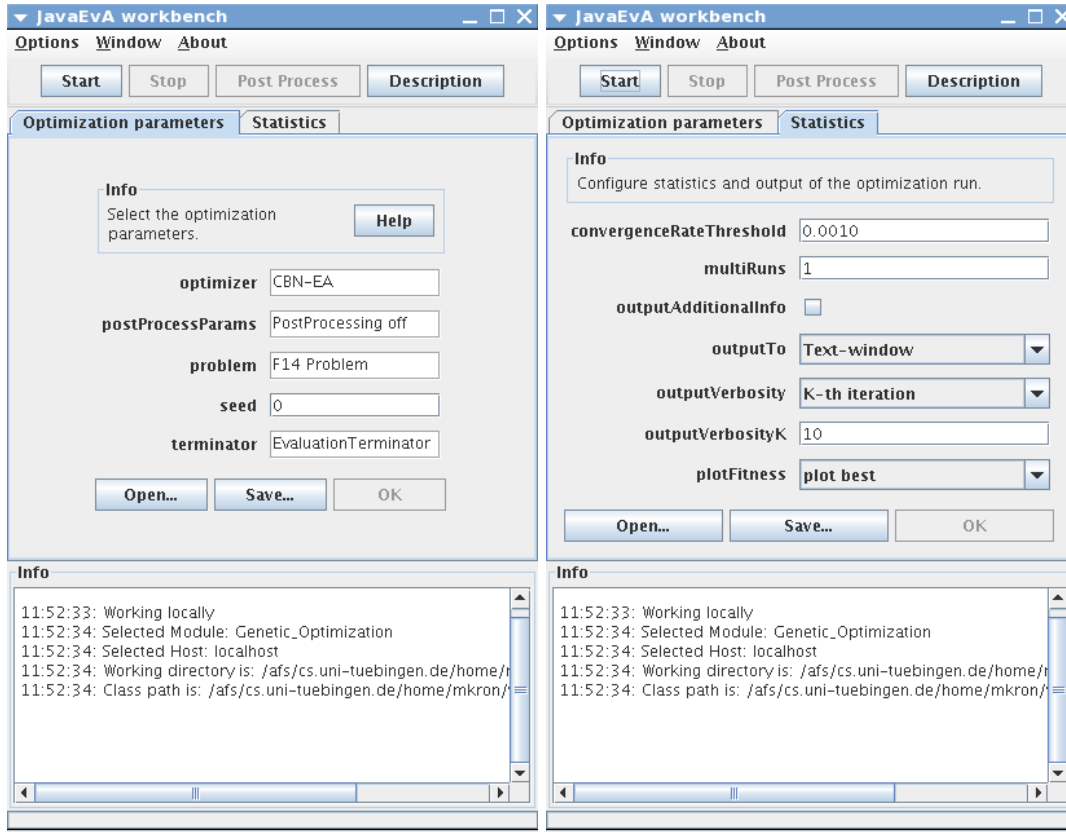 JavaEvA workbench
Options Window About
Start Stop Post Process Description
Optimization parameters Statistics
Info
Select the optimization
parameters.
Help
optimizer CBN-EA
postProcessParams PostProcessing off
problem F14 Problem
seed 0
terminator EvaluationTerminator
Open... Save... OK
Info
11:52:33: Working locally
11:52:34: Selected Module: Genetic_Optimization
11:52:34: Selected Host: localhost
11:52:34: Working directory is: /afs/cs.uni-tuebingen.de/home/
11:52:34: Class path is: /afs/cs.uni-tuebingen.de/home/mkron/
JavaEvA workbench
Options Window About
Start Stop Post Process Description
Optimization parameters Statistics
Info
Configure statistics and output of the optimization run.
convergenceRateThreshold 0.0010
multiRuns 1
outputAdditionalInfo
outputTo Text-window
outputVerbosity K-th iteration
outputVerbosityK 10
plotFitness plot best
Open... Save... OK
Info
11:52:33: Working locally
11:52:34: Selected Module: Genetic_Optimization
11:52:34: Selected Host: localhost
11:52:34: Working directory is: /afs/cs.uni-tuebingen.de/home/
11:52:34: Class path is: /afs/cs.uni-tuebingen.de/home/mkron/